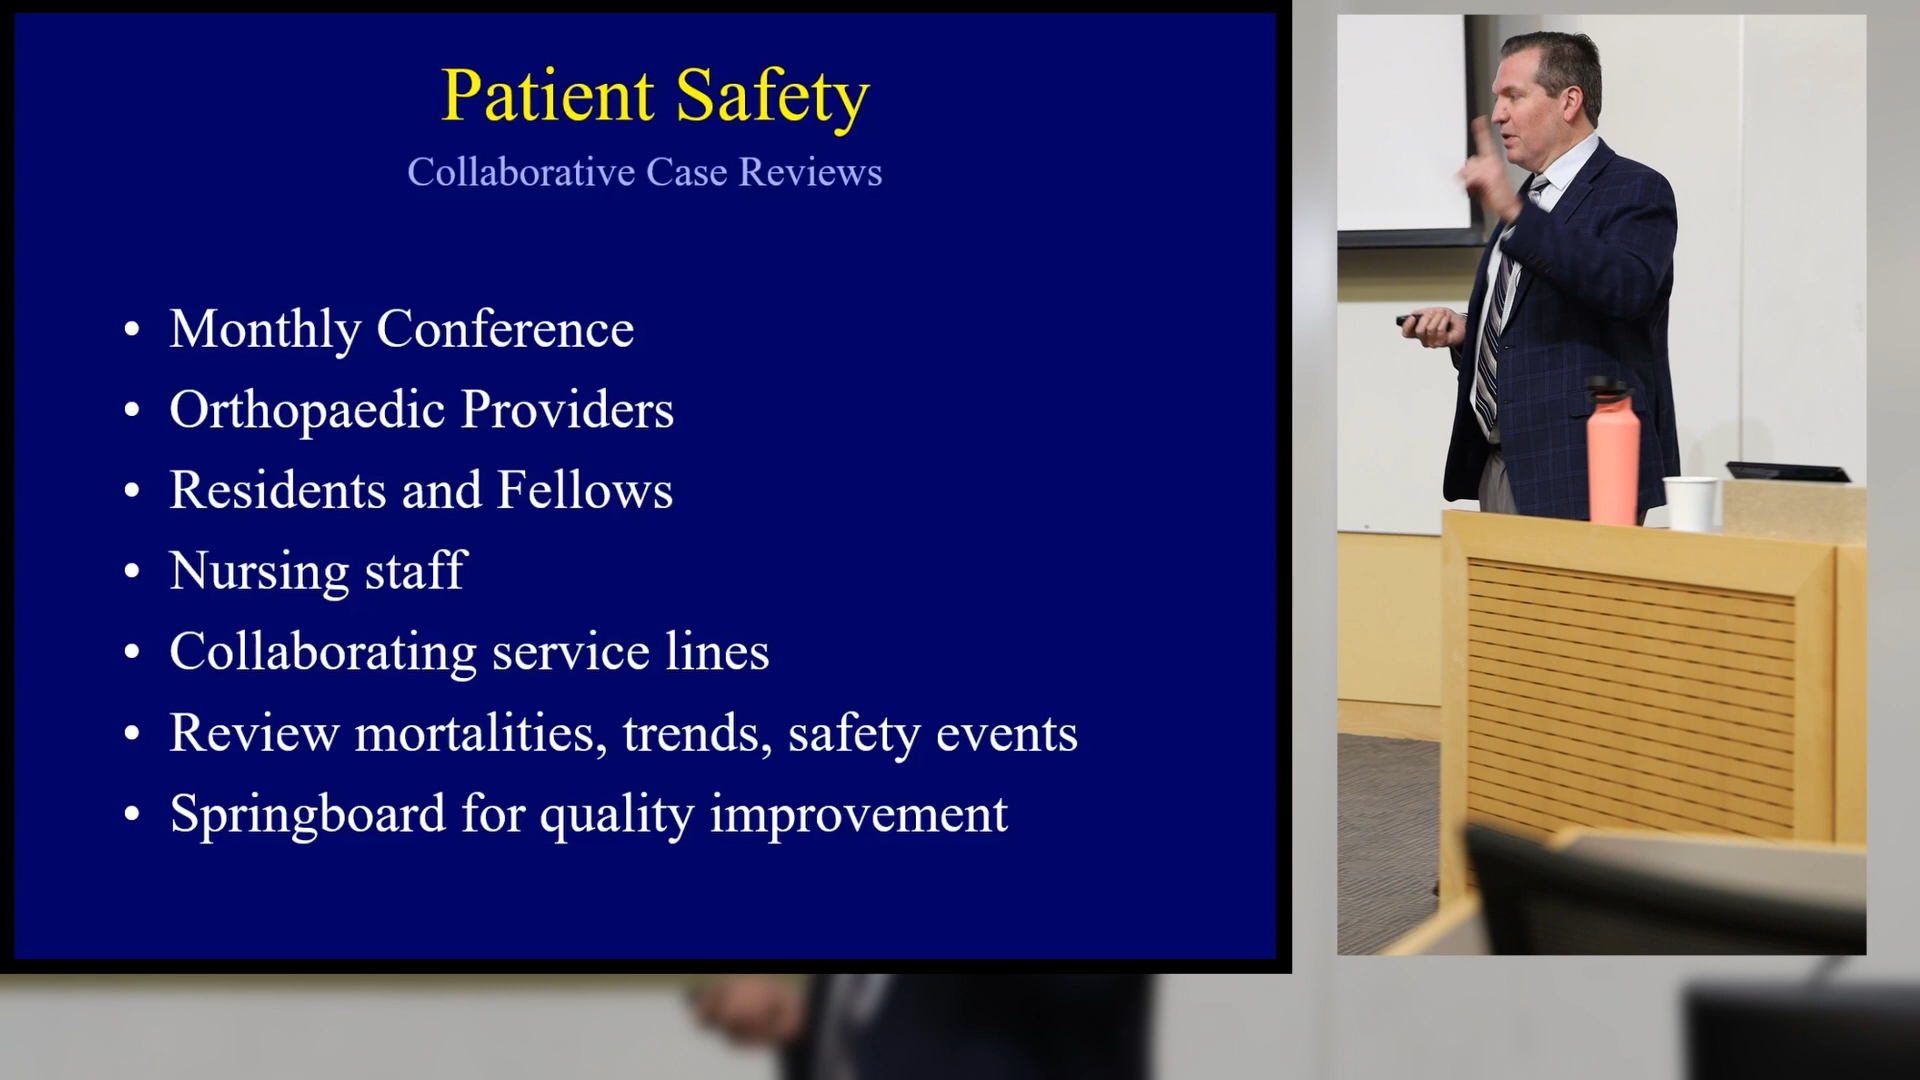 Patient Safety
Collaborative Case Reviews
• Monthly Conference
• Orthopaedic Providers
• Residents and Fellows
• Nursing staff
• Collaborating service lines
• Review mortalities, trends, safety events
• Springboard for quality improvement